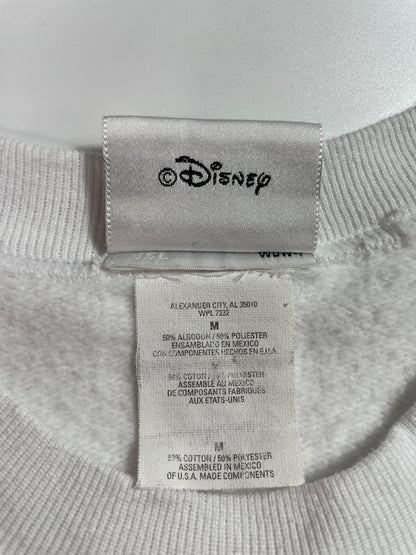 ©Disney
ALEXANDER CITY, AL 35010
WPL 7232
M
50% ALGODON / 50% POLIESTER
ENSAMBLADO EN MEXICO
CON COMPONENTES HECHOS EN E.U.A.
M
50% COTON / 50% POLYESTER
ASSEMBLE AU MEXIQUE
DE COMPOSANTS FABRIQUES
AUX ETATS-UNIS
M
50% COTTON / 50% POLYESTER
ASSEMBLED IN MEXICO
OF U.S.A. MADE COMPONENTS